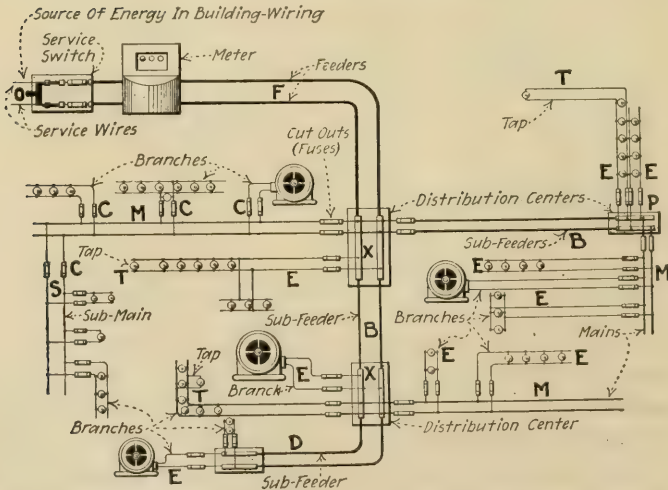 Source Of Energy In Building-Wiring
Service
Switch
Meter
Feeders
F
O
Service Wires
T
Tap
Cut Outs
(Fuses)
Branches
E
E
C
M
C
C
Distribution Centers
P
X
Sub-Feeders
B
Tap
T
E
E
M
C
S
E
Sub-Main
Sub-Feeder
B
Branches
Mains
E
E
Tap
E
X
T
Branch
M
Branches
Distribution Center
D
E
Sub-Feeder